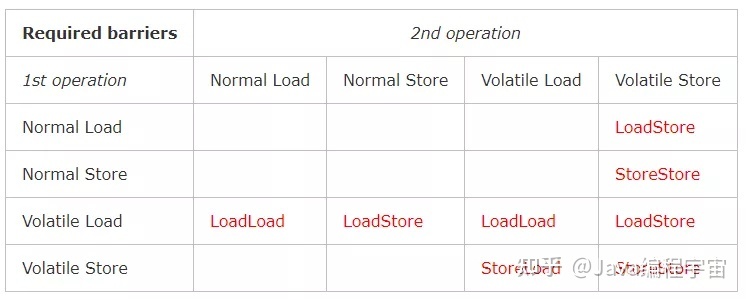 Required barriers 2nd operation
1st operation Normal Load Normal Store Volatile Load Volatile Store
Normal Load LoadStore
Normal Store StoreStore
Volatile Load LoadLoad LoadStore LoadLoad LoadStore
Volatile Store StoreLoad StoreStore
知乎 @Java编程宇宙